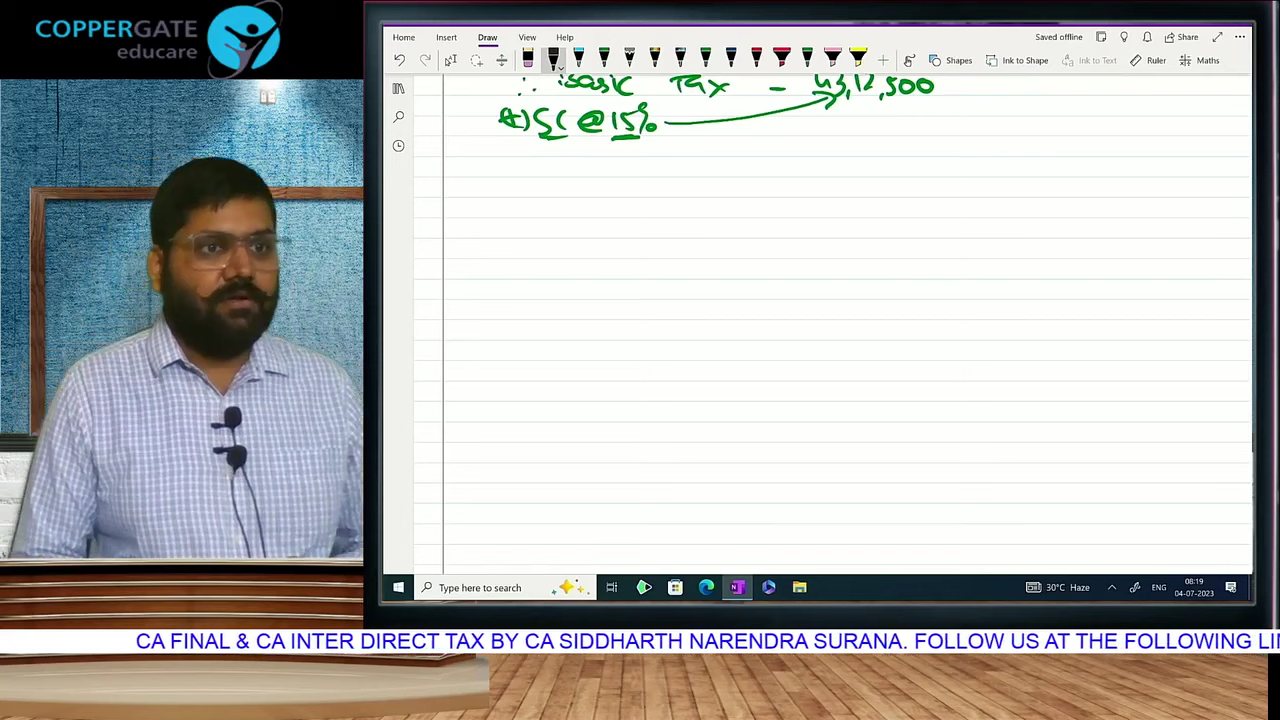 COPPERGATE
educare
Home Insert Draw View Help
Saved offline
Share
Shapes Ink to Shape Ink to Text Ruler Maths
∴ Basic Tax - 43,12,500
(+) SC @ 15%
Type here to search
30°C Haze
ENG
08:19
04-07-2023
CA FINAL & CA INTER DIRECT TAX BY CA SIDDHARTH NARENDRA SURANA. FOLLOW US AT THE FOLLOWING